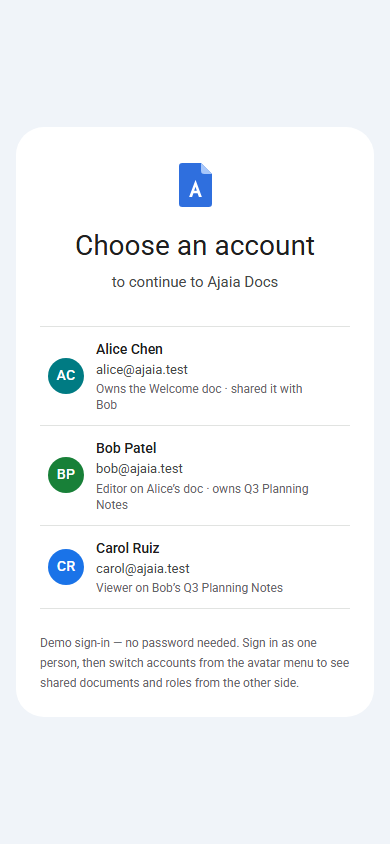 A
Choose an account
to continue to Ajaia Docs
AC
Alice Chen
alice@ajaia.test
Owns the Welcome doc · shared it with
Bob
BP
Bob Patel
bob@ajaia.test
Editor on Alice's doc · owns Q3 Planning
Notes
CR
Carol Ruiz
carol@ajaia.test
Viewer on Bob's Q3 Planning Notes
Demo sign-in — no password needed. Sign in as one
person, then switch accounts from the avatar menu to see
shared documents and roles from the other side.